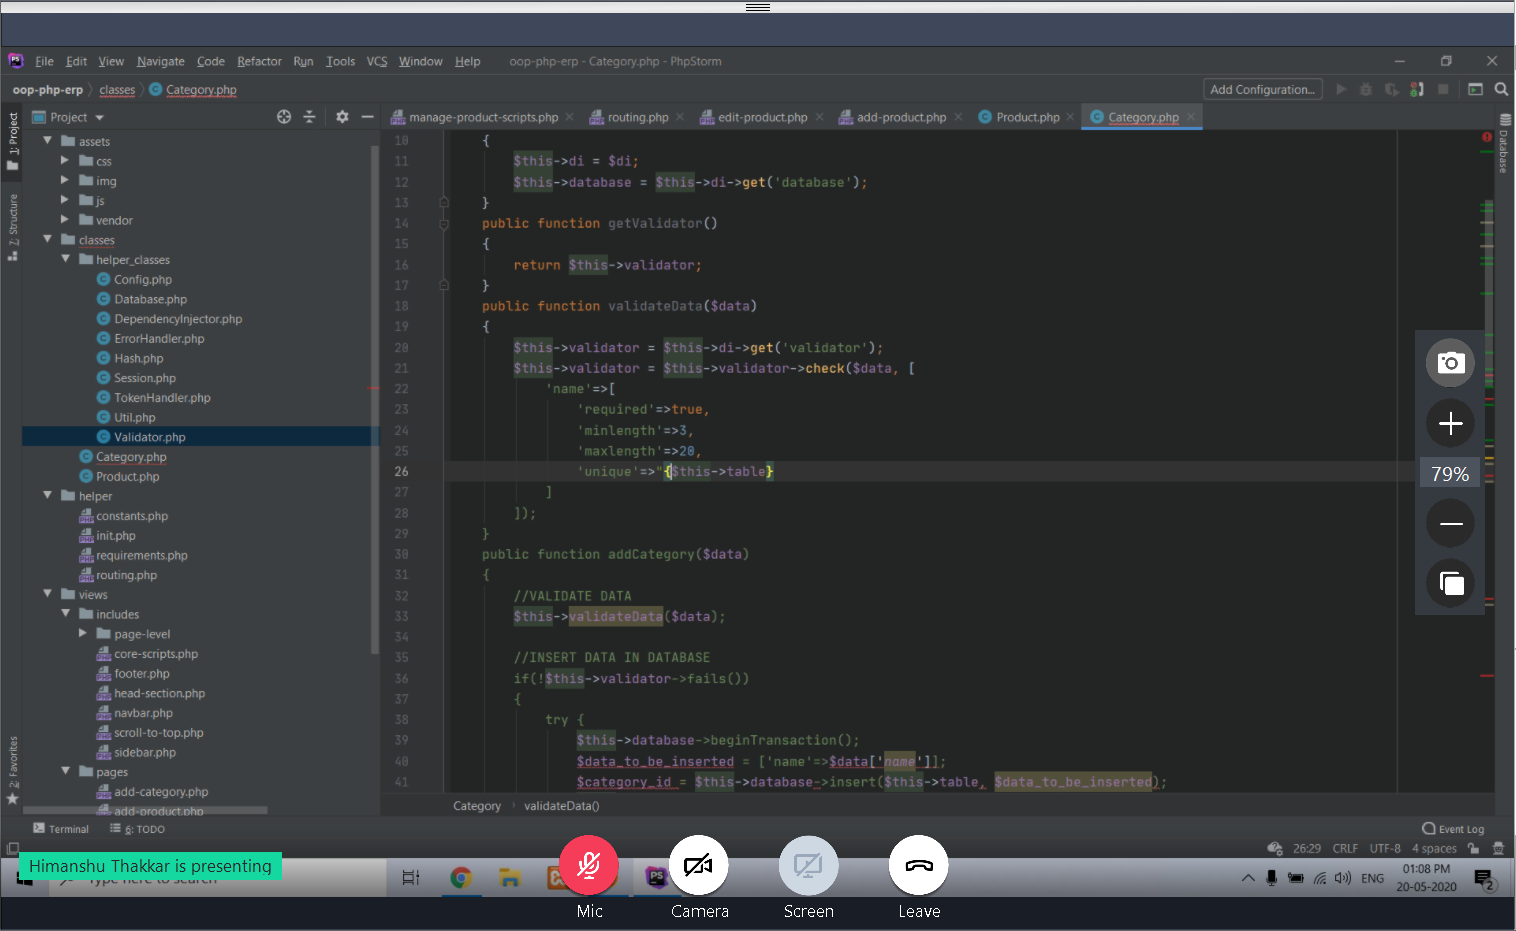 File Edit View Navigate Code Refactor Run Tools VCS Window Help oop-php-erp - Category.php - PhpStorm
oop-php-erp classes Category.php Add Configuration...
Project
manage-product-scripts.php routing.php edit-product.php add-product.php Product.php Category.php
1: Project
7: Structure
2: Favorites
Database
assets
css
img
js
vendor
classes
helper_classes
Config.php
Database.php
DependencyInjector.php
ErrorHandler.php
Hash.php
Session.php
TokenHandler.php
Util.php
Validator.php
Category.php
Product.php
helper
constants.php
init.php
requirements.php
routing.php
views
includes
page-level
core-scripts.php
footer.php
head-section.php
navbar.php
scroll-to-top.php
sidebar.php
pages
add-category.php
add-product.php
10 {
11 $this->di = $di;
12 $this->database = $this->di->get('database');
13 }
14 public function getValidator()
15 {
16 return $this->validator;
17 }
18 public function validateData($data)
19 {
20 $this->validator = $this->di->get('validator');
21 $this->validator = $this->validator->check($data, [
22 'name'=>[
23 'required'=>true,
24 'minlength'=>3,
25 'maxlength'=>20,
26 'unique'=>"{$this->table}
27 ]
28 ]);
29 }
30 public function addCategory($data)
31 {
32 //VALIDATE DATA
33 $this->validateData($data);
34
35 //INSERT DATA IN DATABASE
36 if(!$this->validator->fails())
37 {
38 try {
39 $this->database->beginTransaction();
40 $data_to_be_inserted = ['name'=>$data['name']];
41 $category_id = $this->database->insert($this->table, $data_to_be_inserted);
79%
Category validateData()
Terminal 6: TODO Event Log
26:29 CRLF UTF-8 4 spaces
Himanshu Thakkar is presenting
Type here to search
ENG
01:08 PM
20-05-2020
2
Mic Camera Screen Leave